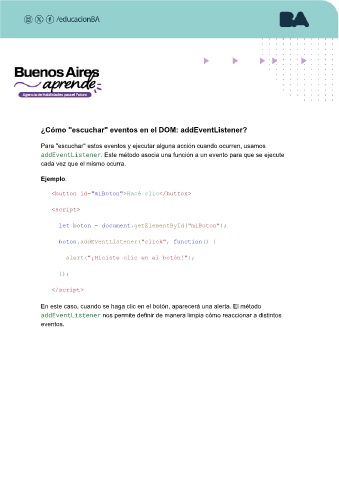 /educacionBA
BA
Buenos Aires
aprende
Agencia de Habilidades para el Futuro
¿Cómo "escuchar" eventos en el DOM: addEventListener?
Para "escuchar" estos eventos y ejecutar alguna acción cuando ocurren, usamos
addEventListener. Este método asocia una función a un evento para que se ejecute
cada vez que el mismo ocurra.
Ejemplo:
<button id="miBoton">Hacé clic</button>
<script>
let boton = document.getElementById("miBoton");
boton.addEventListener("click", function() {
alert("¡Hiciste clic en el botón!");
});
</script>
En este caso, cuando se haga clic en el botón, aparecerá una alerta. El método
addEventListener nos permite definir de manera limpia cómo reaccionar a distintos
eventos.